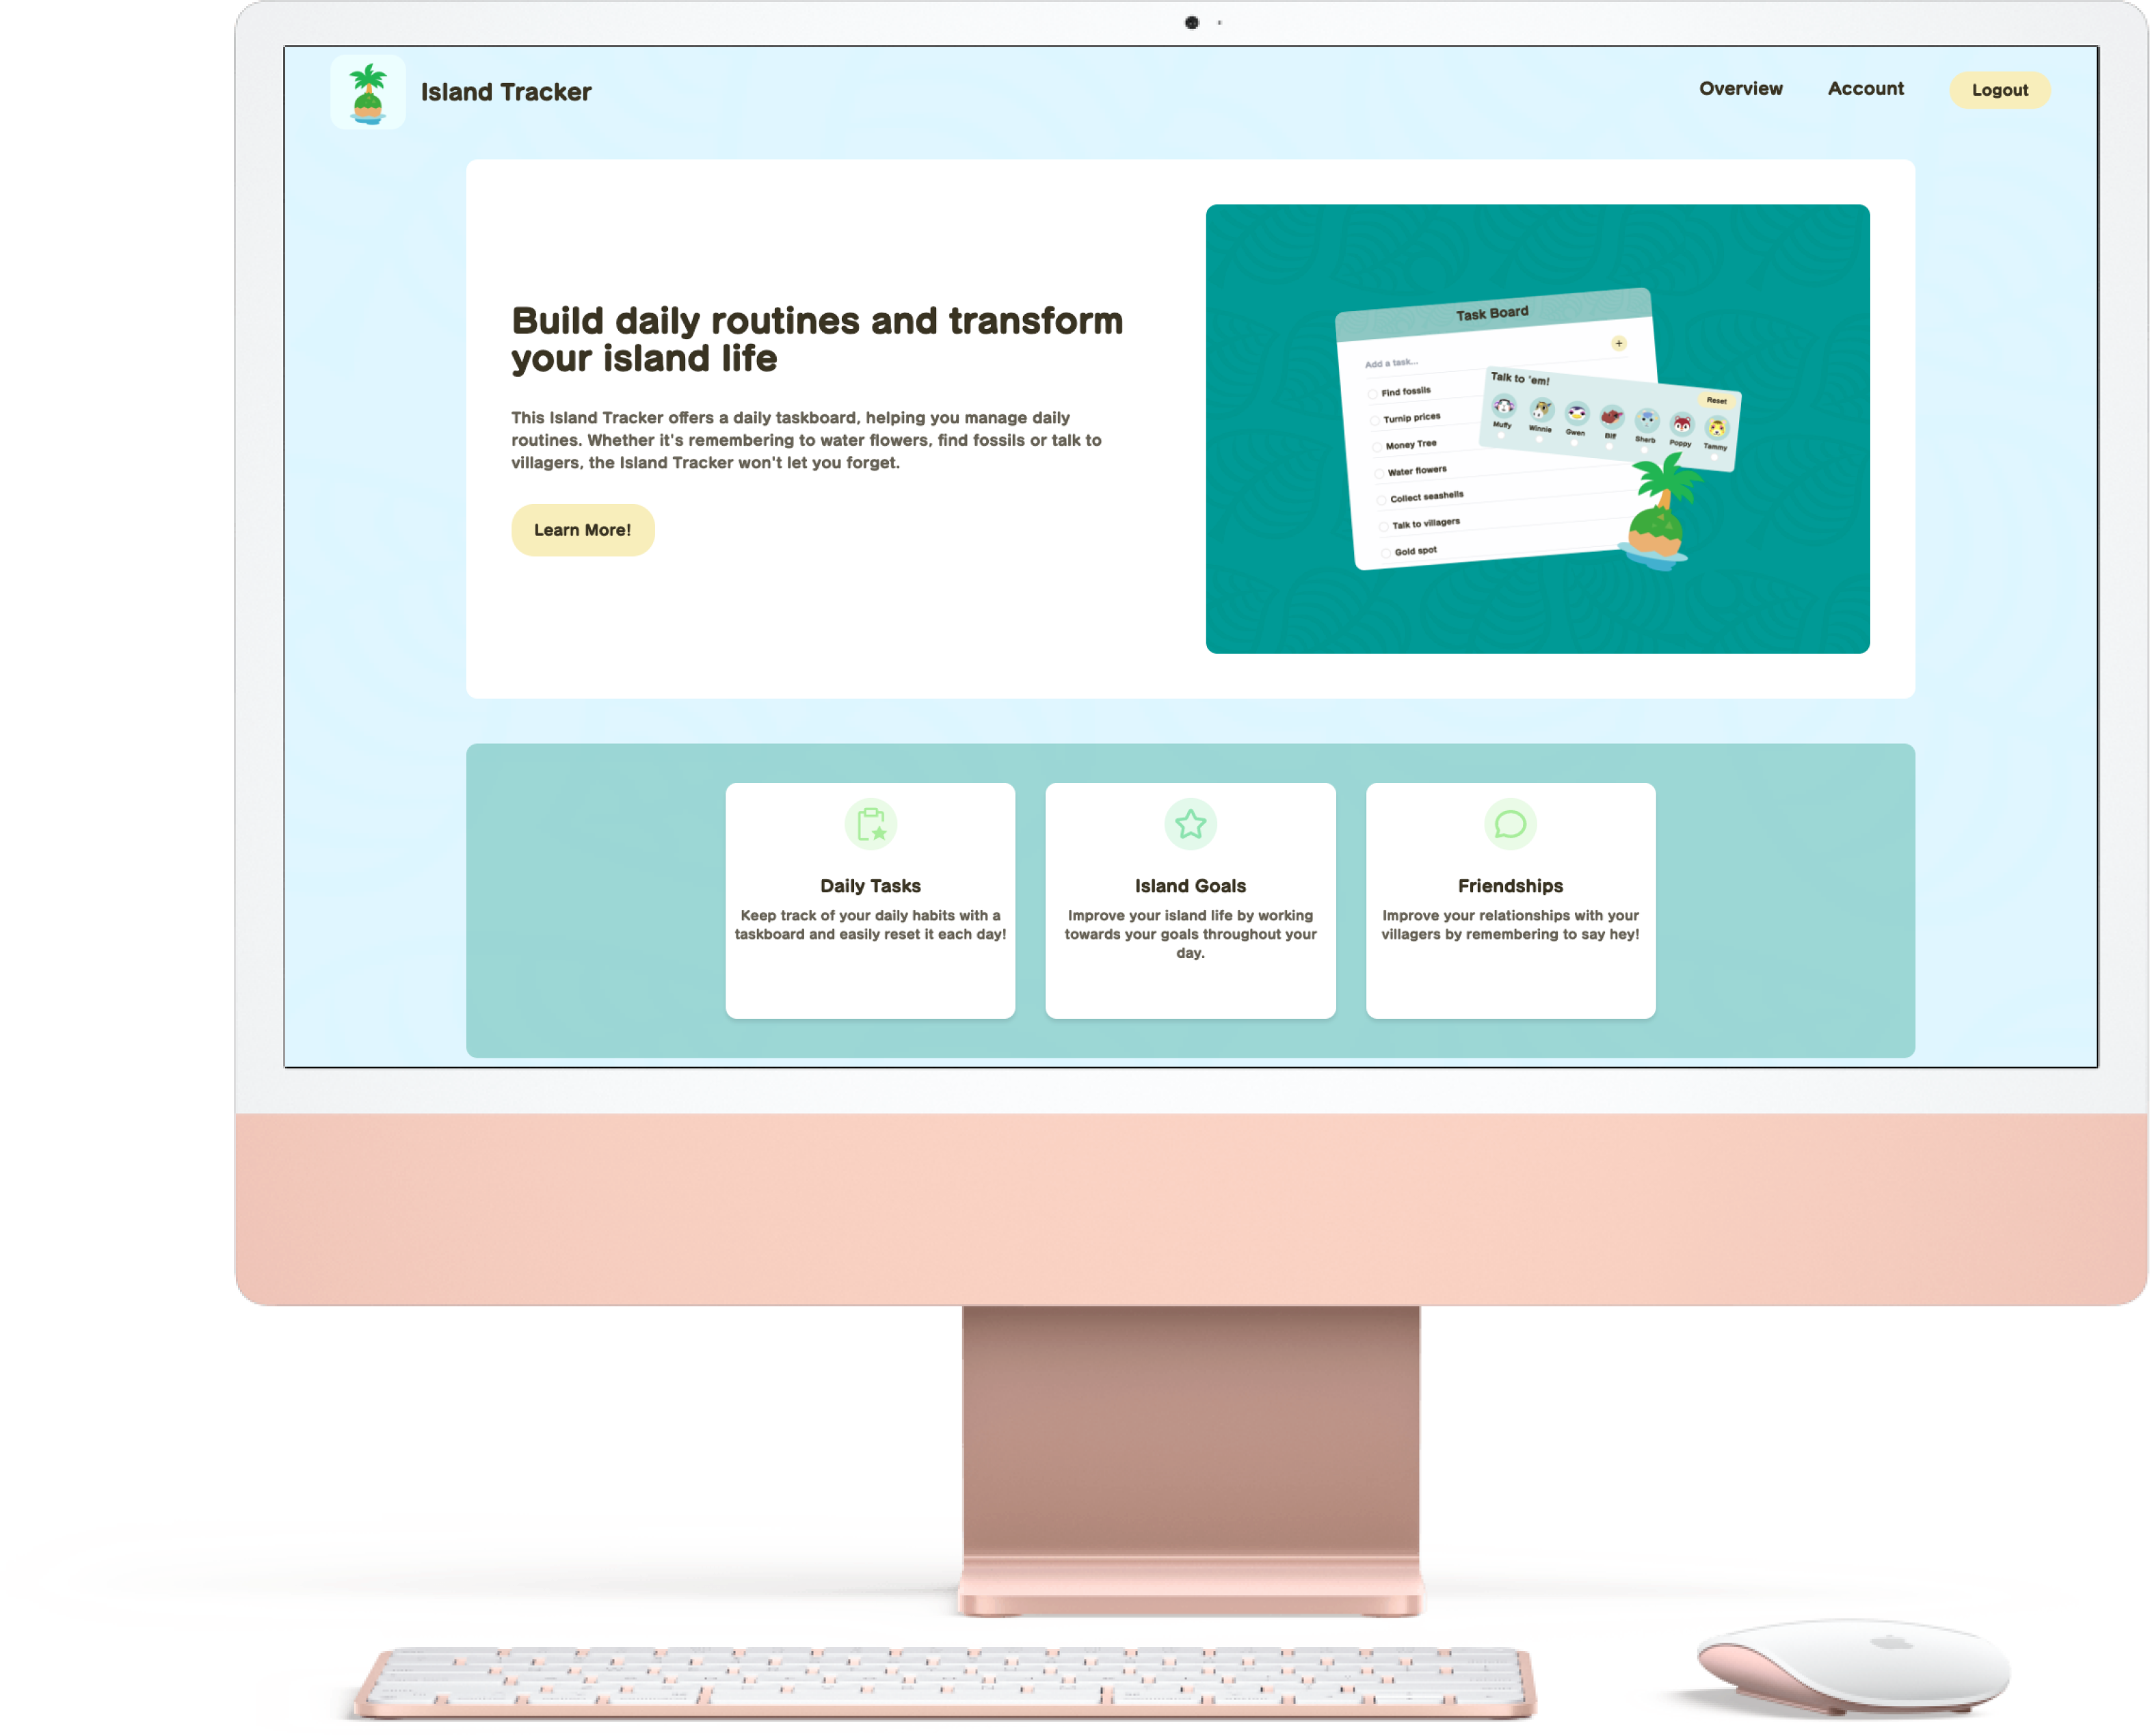 Island Tracker
Overview
Account
Logout
Build daily routines and transform
your island life
This Island Tracker offers a daily taskboard, helping you manage daily
routines. Whether it's remembering to water flowers, find fossils or talk to
villagers, the Island Tracker won't let you forget.
Learn More!
Task Board
Add a task...
+
Find fossils
Turnip prices
Money Tree
Water flowers
Collect seashells
Talk to villagers
Gold spot
Talk to 'em!
Reset
Muffy
Winnie
Gwen
Biff
Sherb
Poppy
Tammy
Daily Tasks
Keep track of your daily habits with a
taskboard and easily reset it each day!
Island Goals
Improve your island life by working
towards your goals throughout your
day.
Friendships
Improve your relationships with your
villagers by remembering to say hey!